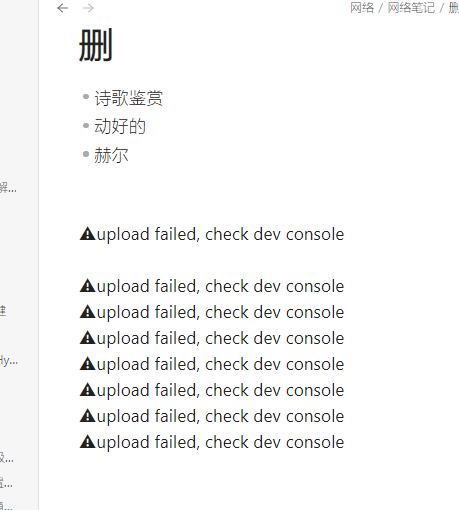 网络 / 网络笔记 / 删
删
诗歌鉴赏
动好的
赫尔
解...
⚠upload failed, check dev console
⚠upload failed, check dev console
建
⚠upload failed, check dev console
⚠upload failed, check dev console
Hy...
⚠upload failed, check dev console
⚠upload failed, check dev console
⚠upload failed, check dev console
⚠upload failed, check dev console